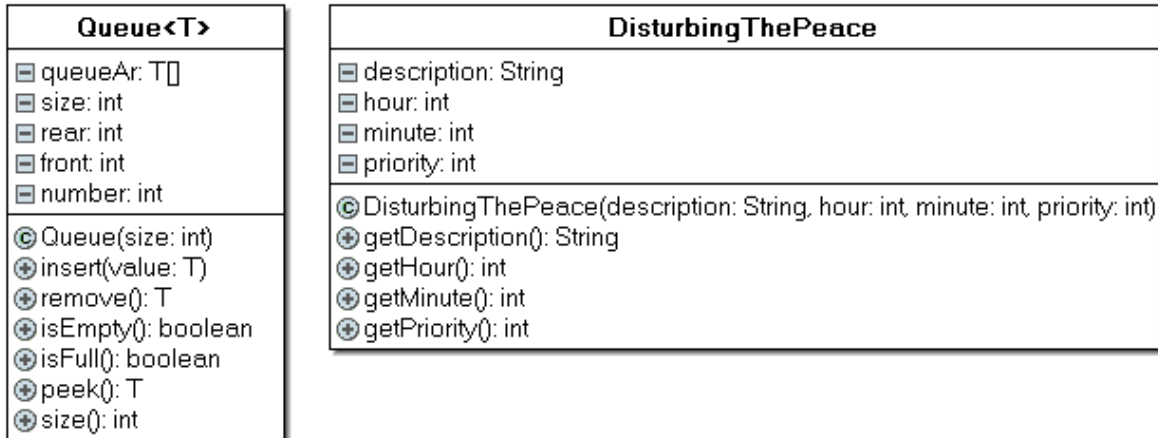 Queue<T>
queueAr: T[]
size: int
rear: int
front: int
number: int
Queue(size: int)
insert(value: T)
remove(): T
isEmpty(): boolean
isFull(): boolean
peek(): T
size(): int
DisturbingThePeace
description: String
hour: int
minute: int
priority: int
DisturbingThePeace(description: String, hour: int, minute: int, priority: int)
getDescription(): String
getHour(): int
getMinute(): int
getPriority(): int